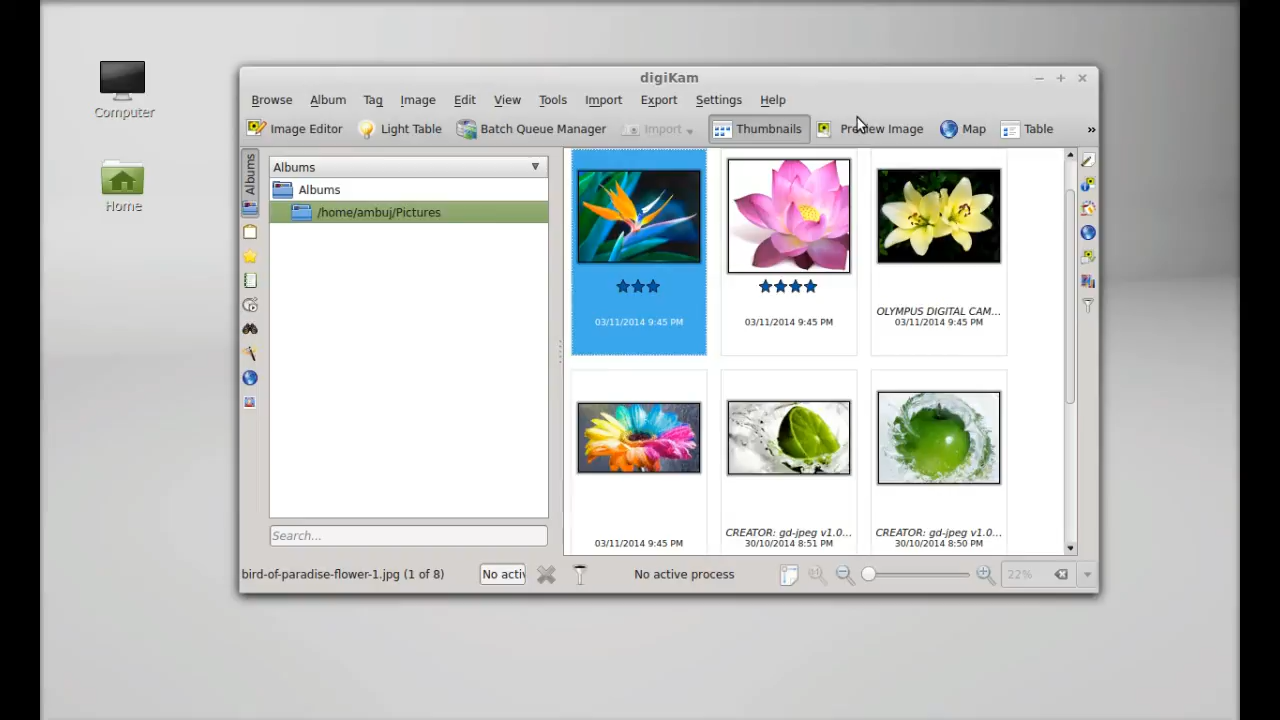 digiKam
Computer
Home
Browse Album Tag Image Edit View Tools Import Export Settings Help
Image Editor Light Table Batch Queue Manager Import Thumbnails Preview Image Map Table »
Albums
Albums
Albums
/home/ambuj/Pictures
03/11/2014 9:45 PM
03/11/2014 9:45 PM
OLYMPUS DIGITAL CAM...
03/11/2014 9:45 PM
03/11/2014 9:45 PM
CREATOR: gd-jpeg v1.0...
30/10/2014 8:51 PM
CREATOR: gd-jpeg v1.0...
30/10/2014 8:50 PM
Search...
bird-of-paradise-flower-1.jpg (1 of 8)
No activ
No active process
22%